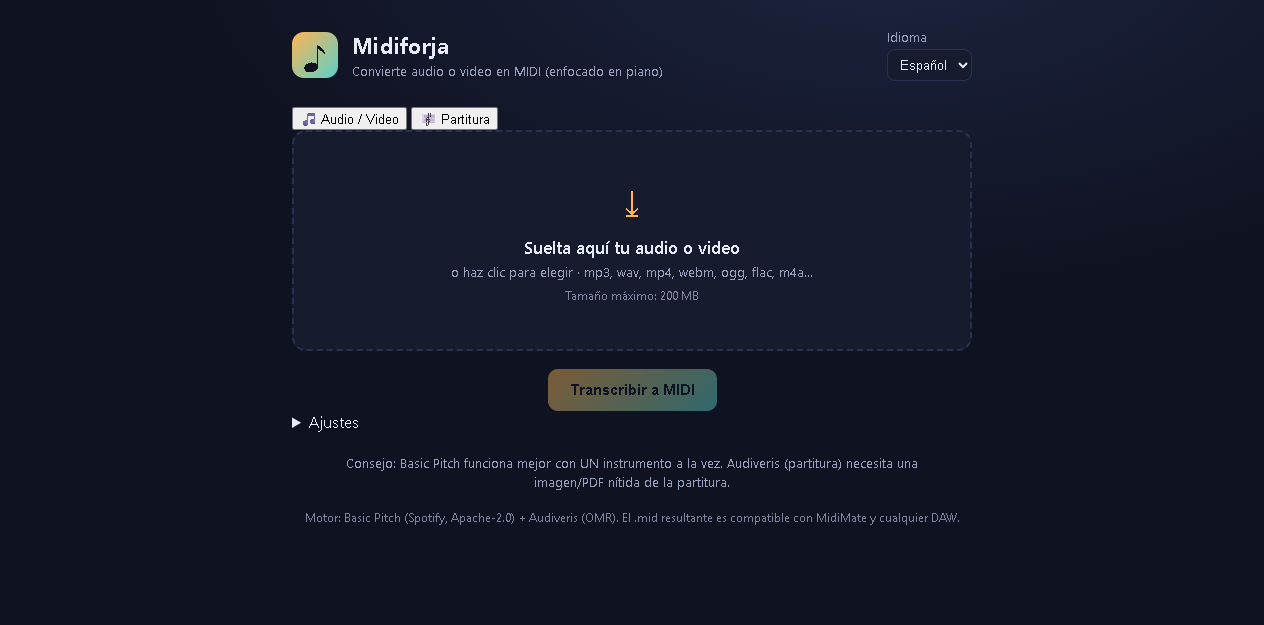 Midiforja
Convierte audio o video en MIDI (enfocado en piano)
Idioma
Español
Audio / Video
Partitura
Suelta aquí tu audio o video
o haz clic para elegir · mp3, wav, mp4, webm, ogg, flac, m4a...
Tamaño máximo: 200 MB
Transcribir a MIDI
Ajustes
Consejo: Basic Pitch funciona mejor con UN instrumento a la vez. Audiveris (partitura) necesita una
imagen/PDF nítida de la partitura.
Motor: Basic Pitch (Spotify, Apache-2.0) + Audiveris (OMR). El .mid resultante es compatible con MidiMate y cualquier DAW.